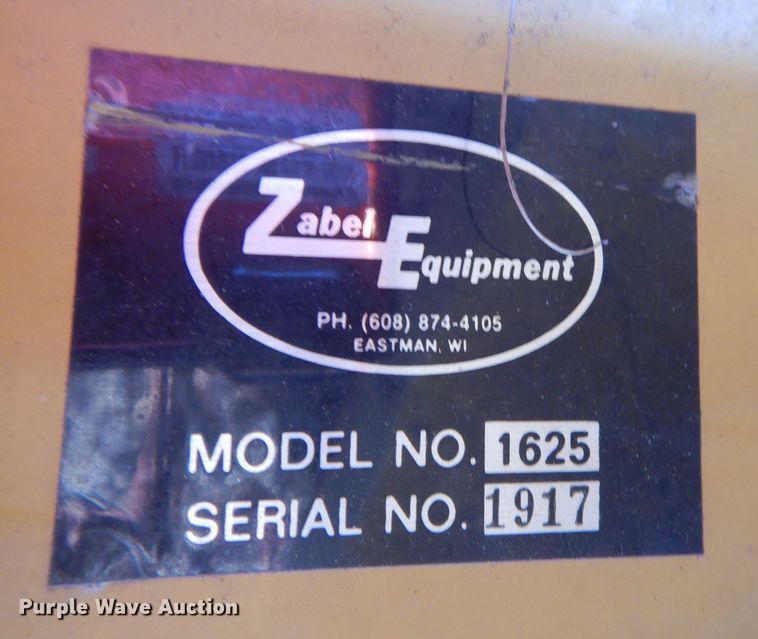 Zabel
Equipment
PH. (608) 874-4105
EASTMAN, WI
MODEL NO. 1625
SERIAL NO. 1917
Purple Wave Auction